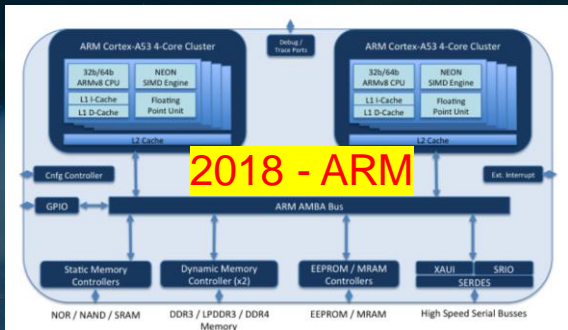 ARM Cortex-A53 4-Core Cluster
32b/64b
ARMv8 CPU
NEON
SIMD Engine
L1 I-Cache
L1 D-Cache
Floating
Point Unit
L2 Cache
Debug /
Trace Ports
ARM Cortex-A53 4-Core Cluster
32b/64b
ARMv8 CPU
NEON
SIMD Engine
L1 I-Cache
L1 D-Cache
Floating
Point Unit
L2 Cache
2018 - ARM
Cnfg Controller
Ext. Interrupt
GPIO
ARM AMBA Bus
Static Memory
Controllers
Dynamic Memory
Controller (x2)
EEPROM / MRAM
Controllers
XAUI
SRIO
SERDES
NOR / NAND / SRAM
DDR3 / LPDDR3 / DDR4
Memory
EEPROM / MRAM
High Speed Serial Busses